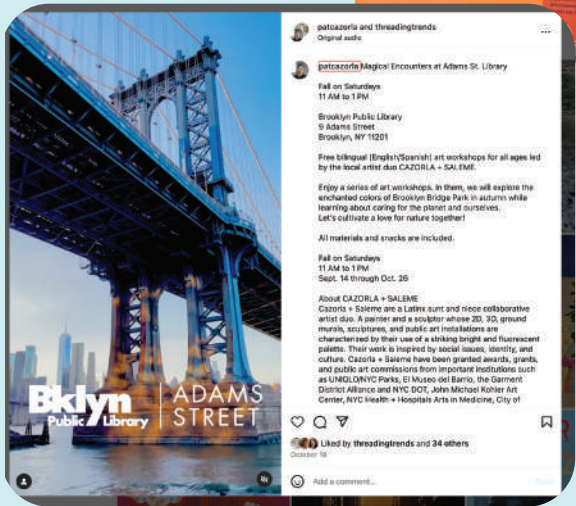 patcazorla and threadingtrends
Original audio
patcazorla Magical Encounters at Adams St. Library
Fall on Saturdays
11 AM to 1 PM
Brooklyn Public Library
9 Adams Street
Brooklyn, NY 11201
Free bilingual (English/Spanish) art workshops for all ages led
by the local artist duo CAZORLA + SALEME.
Enjoy a series of art workshops. In them, we will explore the
enchanted colors of Brooklyn Bridge Park in autumn while
learning about caring for the planet and ourselves.
Let's cultivate a love for nature together!
All materials and snacks are included.
Fall on Saturdays
11 AM to 1 PM
Sept. 14 through Oct. 26
About CAZORLA + SALEME
Cazorla + Saleme are a Latinx aunt and niece collaborative
artist duo. A painter and a sculptor whose 2D, 3D, ground
murals, sculptures, and public art installations are
characterized by their use of a striking bright and fluorescent
palette. Their work is inspired by social issues, identity, and
culture. Cazorla + Saleme have been granted awards, grants,
and public art commissions from important institutions such
as UNIQLO/NYC Parks, El Museo del Barrio, the Garment
District Alliance and NYC DOT, John Michael Kohler Art
Center, NYC Health + Hospitals Arts in Medicine, City of
Bklyn
Public Library
ADAMS
STREET
Liked by threadingtrends and 34 others
October 18
Add a comment...
Post